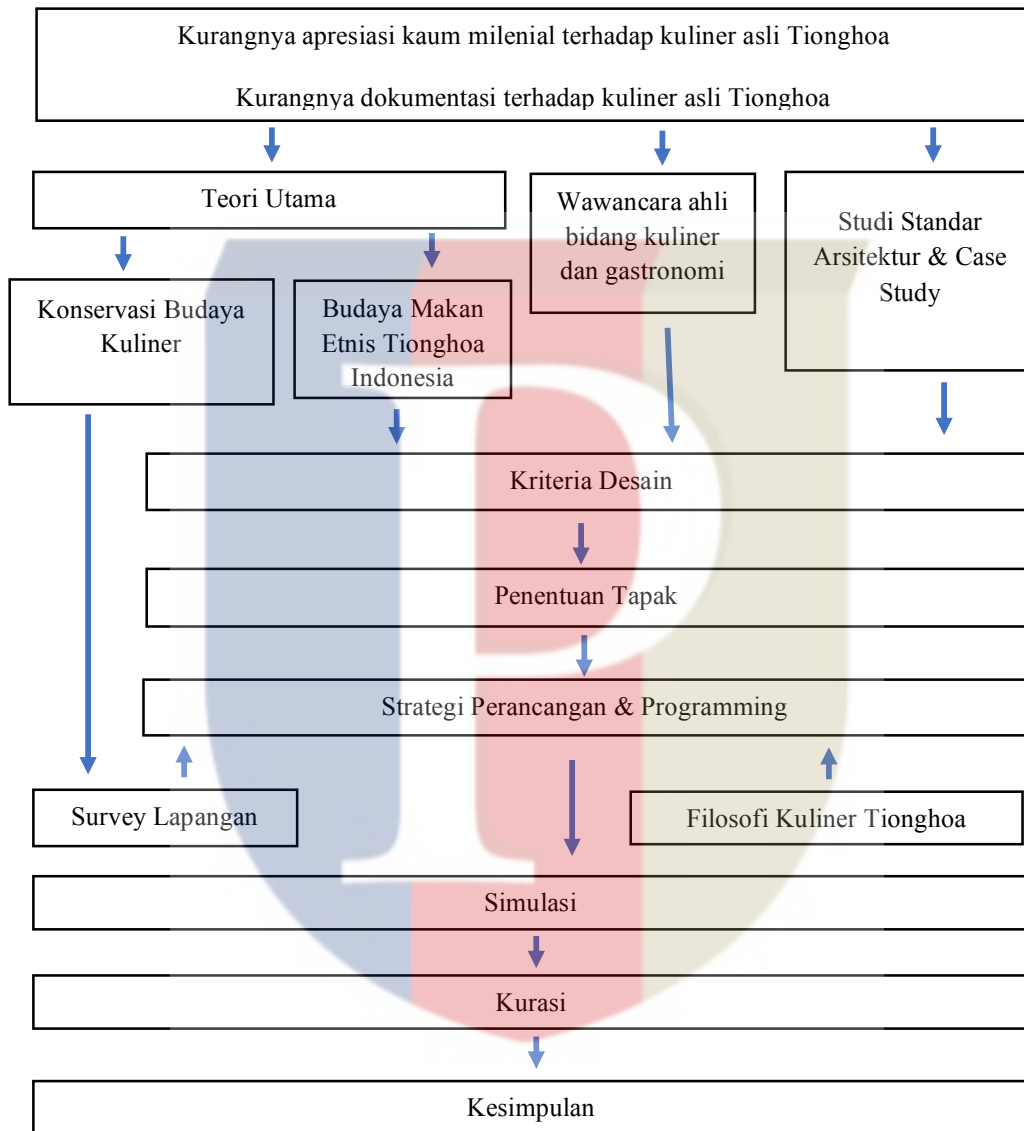 Kurangnya apresiasi kaum milenial terhadap kuliner asli Tionghoa
Kurangnya dokumentasi terhadap kuliner asli Tionghoa
Teori Utama
Wawancara ahli
bidang kuliner
dan gastronomi
Studi Standar
Arsitektur & Case
Study
Konservasi Budaya
Kuliner
Budaya Makan
Etnis Tionghoa
Indonesia
Kriteria Desain
Penentuan Tapak
Strategi Perancangan & Programming
Survey Lapangan
Filosofi Kuliner Tionghoa
Simulasi
Kurasi
Kesimpulan